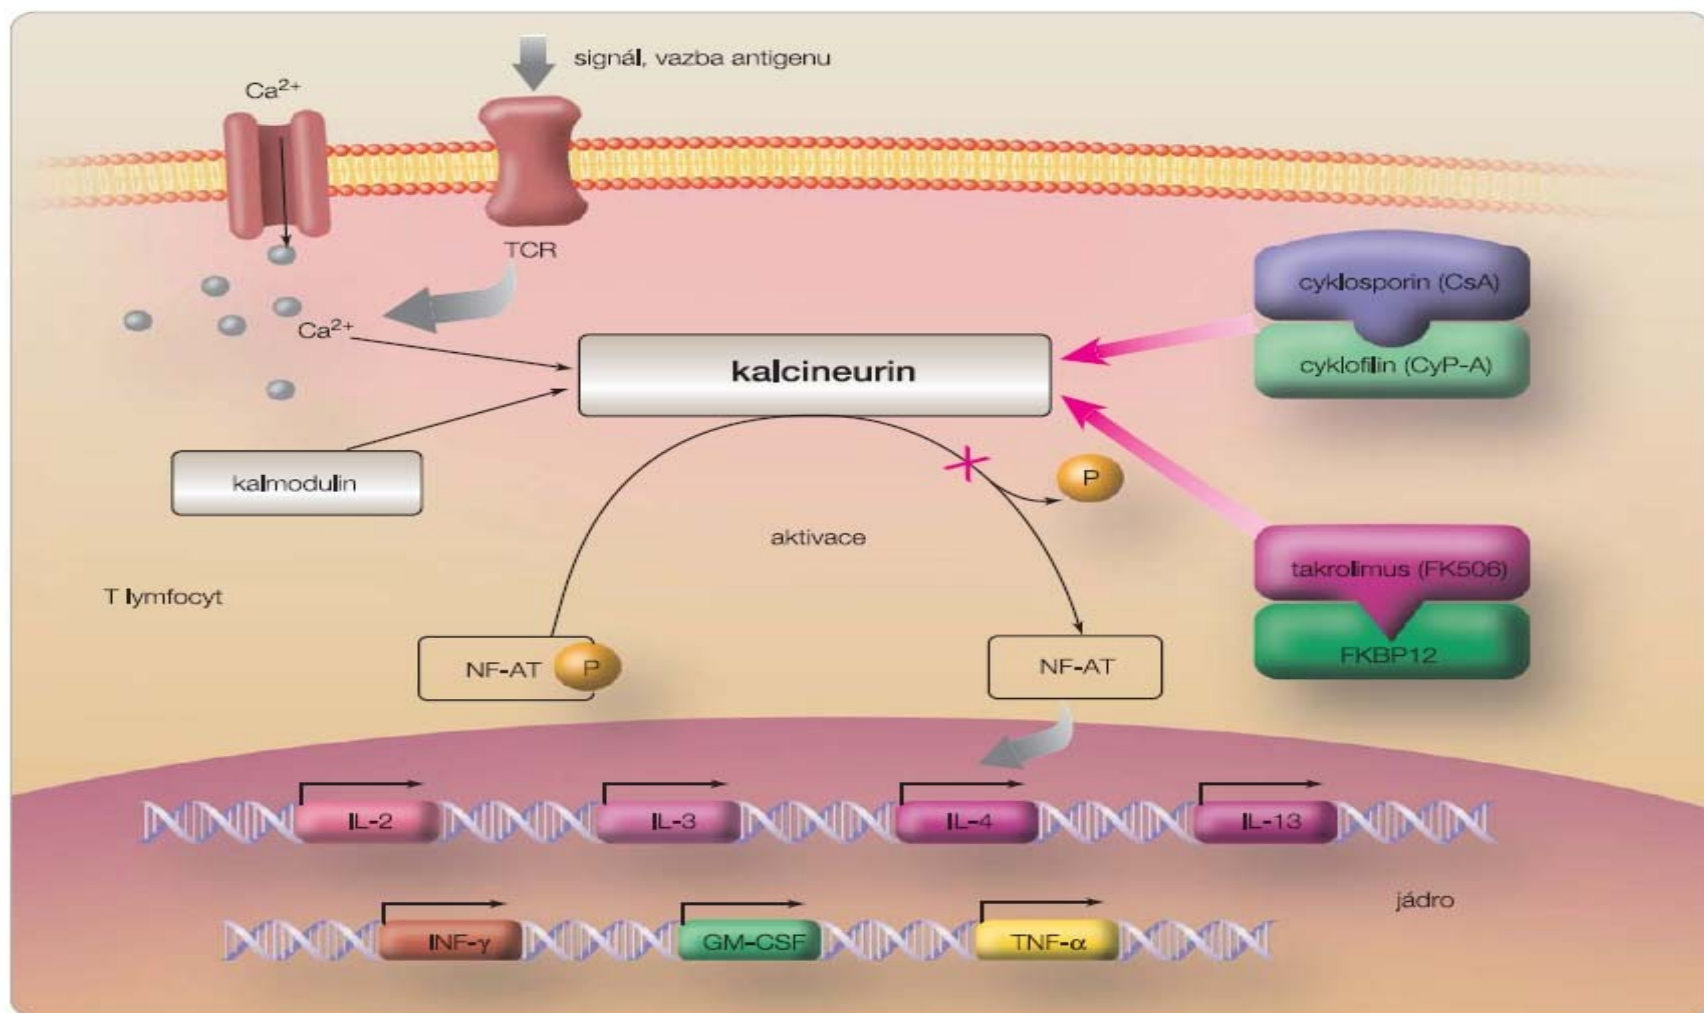 signál, vazba antigenu
Ca²⁺
TCR
cyklosporin (CsA)
Ca²⁺
cyklofilin (CyP-A)
kalcineurin
kalmodulin
P
aktivace
takrolimus (FK506)
T lymfocyt
FKBP12
NF-AT
P
NF-AT
IL-2
IL-3
IL-4
IL-13
jádro
INF-γ
GM-CSF
TNF-α